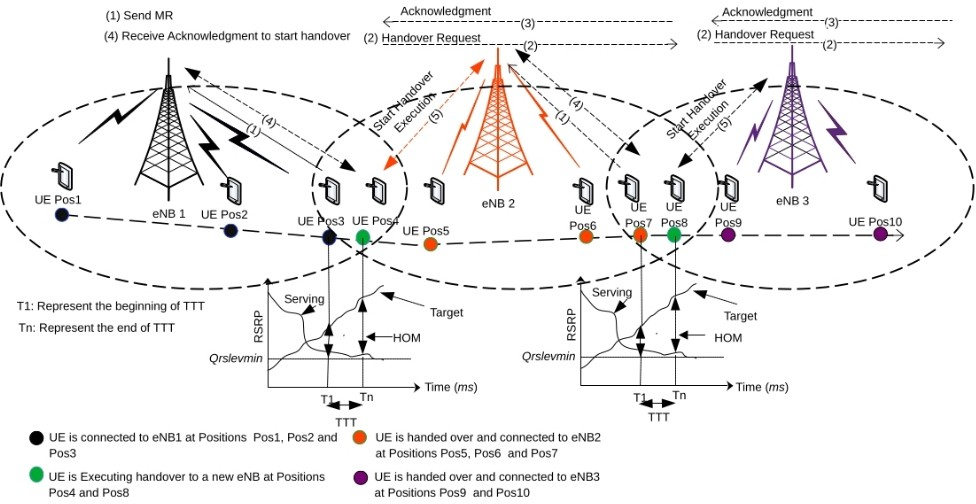 (1) Send MR
(4) Receive Acknowledgment to start handover
Acknowledgment
(3)
(2) Handover Request
(2)
Acknowledgment
(3)
(2) Handover Request
(2)
(4)
(1)
Start Handover
Execution
(5)
(4)
(1)
Start Handover
Execution
(5)
UE Pos1
eNB 1
UE Pos2
UE Pos3
UE Pos4
UE Pos5
eNB 2
UE
Pos6
UE
Pos7
UE
Pos8
UE
Pos9
eNB 3
UE Pos10
T1: Represent the beginning of TTT
Tn: Represent the end of TTT
RSRP
Serving
Target
HOM
Qrslevmin
Time (ms)
T1
Tn
TTT
RSRP
Serving
Target
HOM
Qrslevmin
Time (ms)
T1
Tn
TTT
UE is connected to eNB1 at Positions Pos1, Pos2 and
Pos3
UE is handed over and connected to eNB2
at Positions Pos5, Pos6 and Pos7
UE is Executing handover to a new eNB at Positions
Pos4 and Pos8
UE is handed over and connected to eNB3
at Positions Pos9 and Pos10